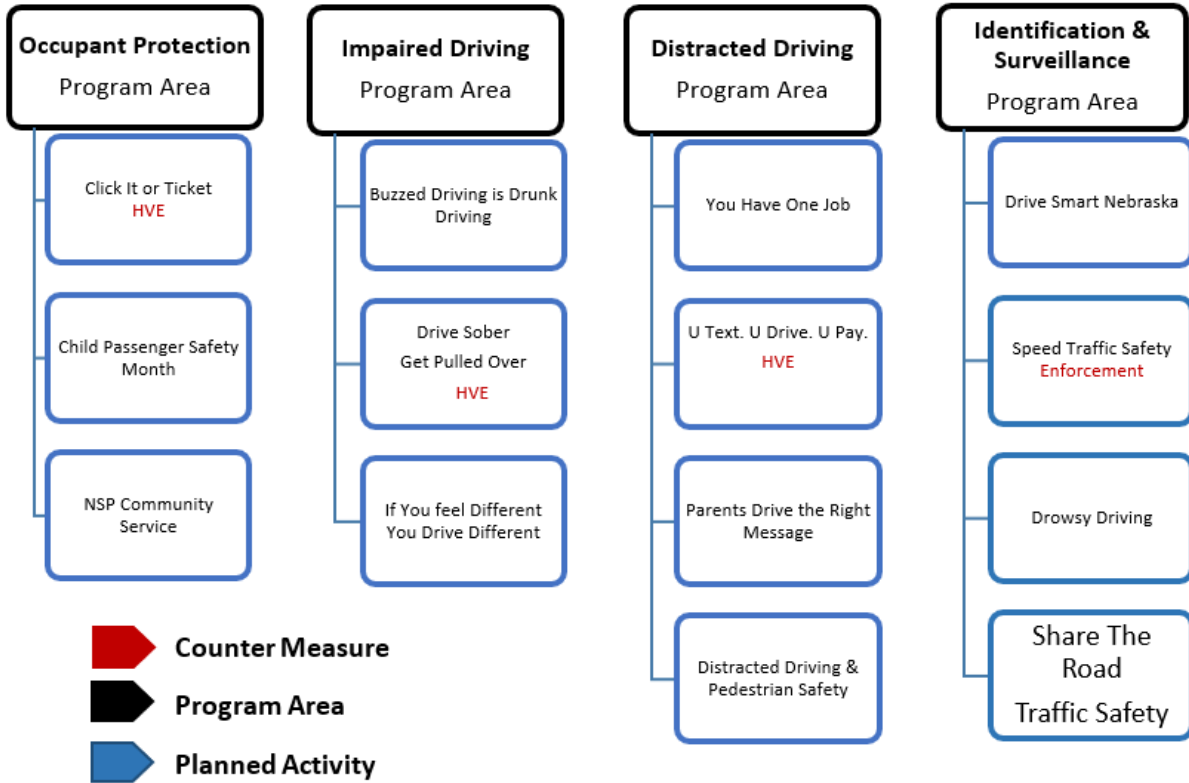 Occupant Protection
Program Area
Click It or Ticket
HVE
Child Passenger Safety
Month
NSP Community
Service
Impaired Driving
Program Area
Buzzed Driving is Drunk
Driving
Drive Sober
Get Pulled Over
HVE
If You feel Different
You Drive Different
Distracted Driving
Program Area
You Have One Job
U Text. U Drive. U Pay.
HVE
Parents Drive the Right
Message
Distracted Driving &
Pedestrian Safety
Identification &
Surveillance
Program Area
Drive Smart Nebraska
Speed Traffic Safety
Enforcement
Drowsy Driving
Share The
Road
Traffic Safety
Counter Measure
Program Area
Planned Activity